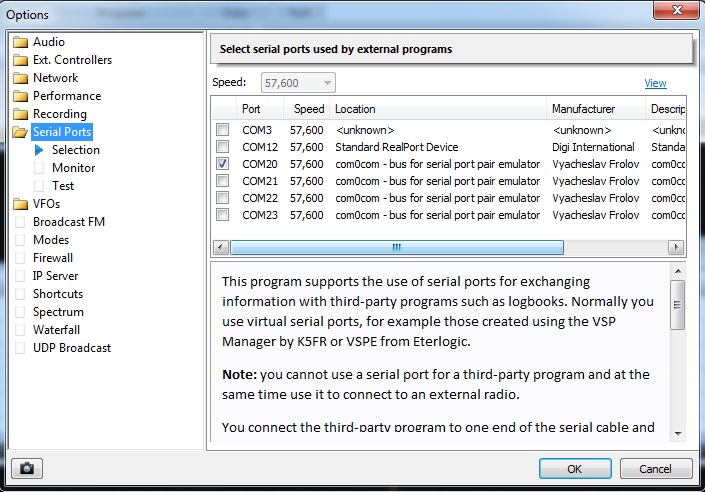 Options
Audio
Ext. Controllers
Network
Performance
Recording
Serial Ports
Selection
Monitor
Test
VFOs
Broadcast FM
Modes
Firewall
IP Server
Shortcuts
Spectrum
Waterfall
UDP Broadcast
Select serial ports used by external programs
Speed: 57,600 View
Port Speed Location Manufacturer Descrip
COM3 57,600 <unknown> <unknown> <unkn
COM12 57,600 Standard RealPort Device Digi International Standa
COM20 57,600 com0com - bus for serial port pair emulator Vyacheslav Frolov com0co
COM21 57,600 com0com - bus for serial port pair emulator Vyacheslav Frolov com0co
COM22 57,600 com0com - bus for serial port pair emulator Vyacheslav Frolov com0co
COM23 57,600 com0com - bus for serial port pair emulator Vyacheslav Frolov com0co
This program supports the use of serial ports for exchanging
information with third-party programs such as logbooks. Normally you
use virtual serial ports, for example those created using the VSP
Manager by K5FR or VSPE from Eterlogic.
Note: you cannot use a serial port for a third-party program and at the
same time use it to connect to an external radio.
You connect the third-party program to one end of the serial cable and
OK Cancel